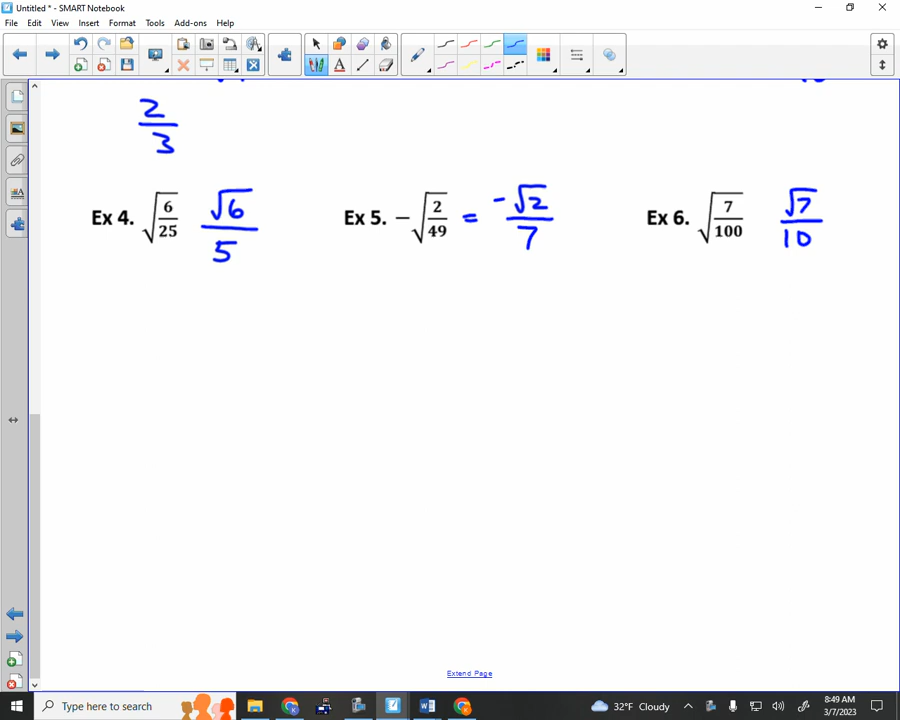 Untitled * - SMART Notebook
File Edit View Insert Format Tools Add-ons Help
2/3
Ex 4. √(6/25) √6/5 Ex 5. −√(2/49) = -√2/7 Ex 6. √(7/100) √7/10
Extend Page
Type here to search 32°F Cloudy 8:49 AM
3/7/2023